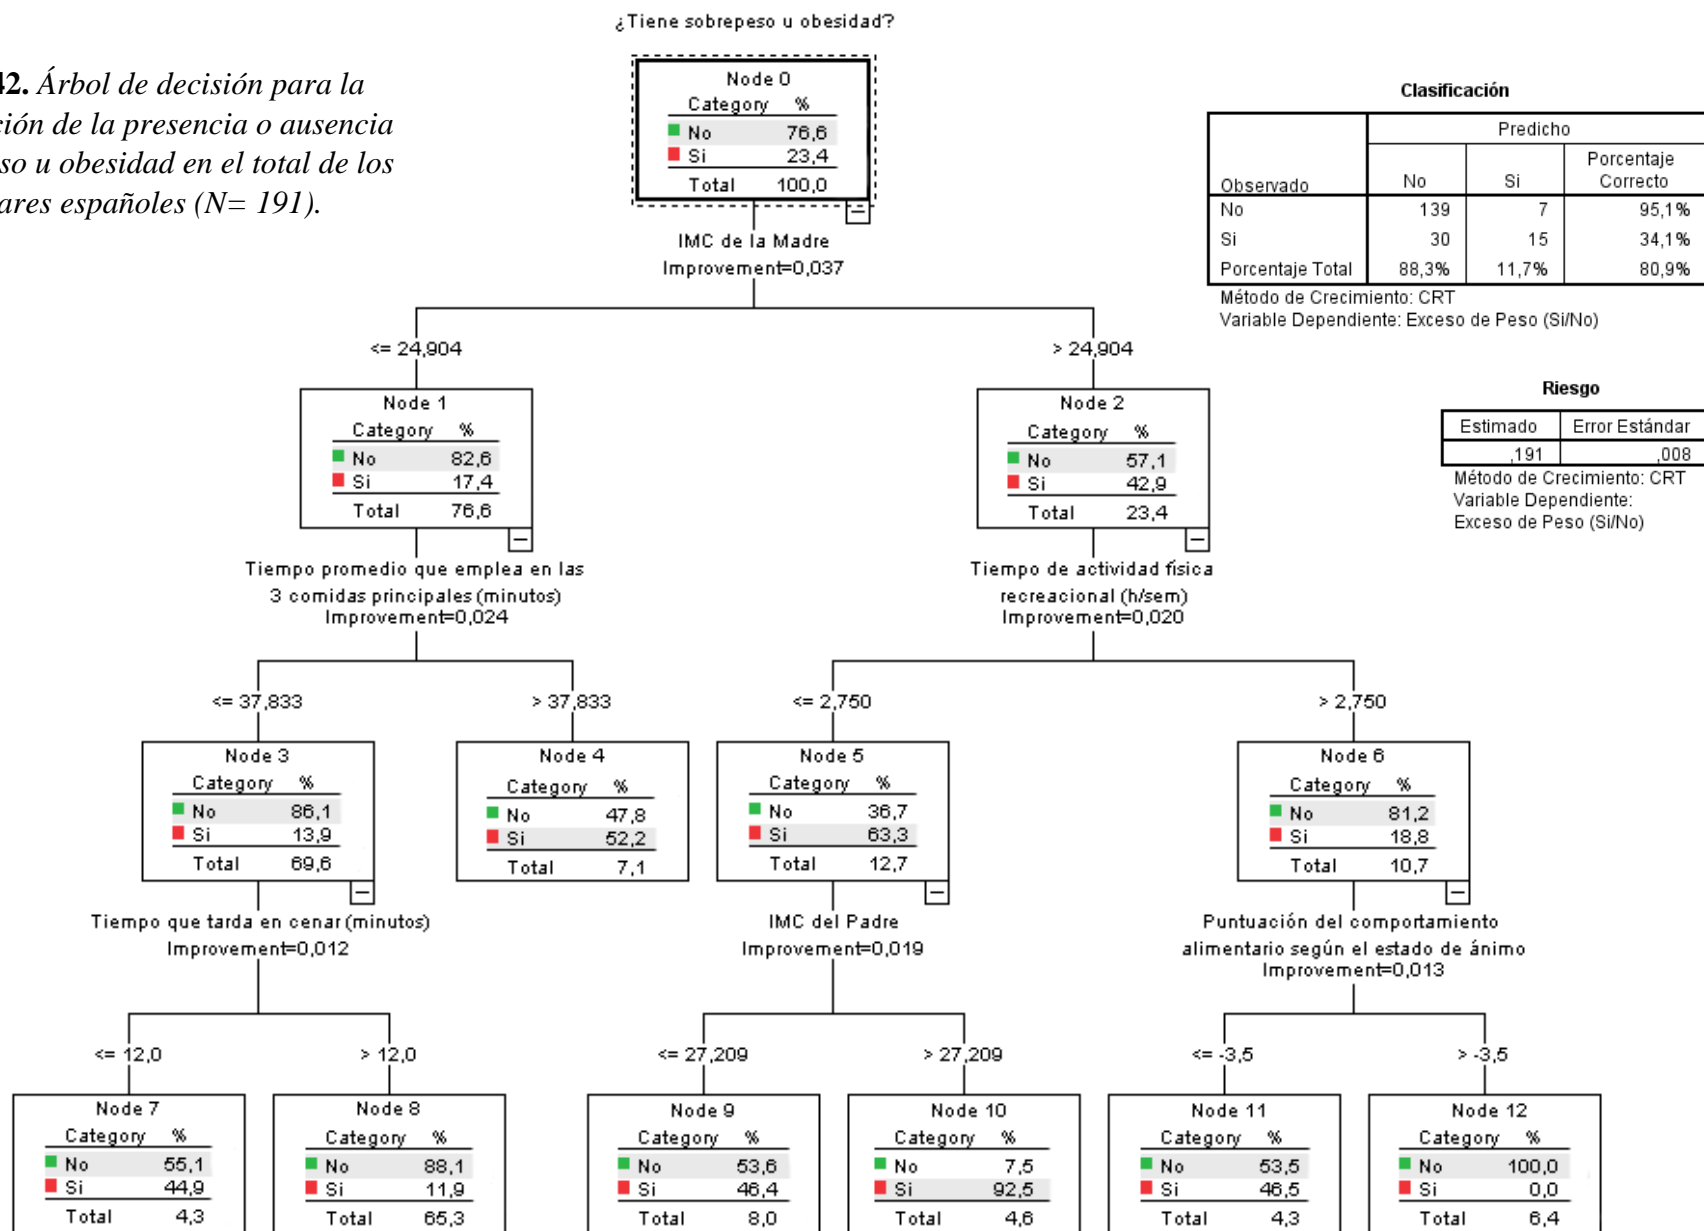 ¿Tiene sobrepeso u obesidad?
42. Árbol de decisión para la
ción de la presencia o ausencia
so u obesidad en el total de los
ares españoles (N= 191).
Node 0
Category %
No 76,6
Si 23,4
Total 100,0
IMC de la Madre
Improvement=0,037
Clasificación
Predicho
Observado No Si Porcentaje Correcto
No 139 7 95,1%
Si 30 15 34,1%
Porcentaje Total 88,3% 11,7% 80,9%
Método de Crecimiento: CRT
Variable Dependiente: Exceso de Peso (Si/No)
Riesgo
Estimado Error Estándar
,191 ,008
Método de Crecimiento: CRT
Variable Dependiente:
Exceso de Peso (Si/No)
<= 24,904
> 24,904
Node 1
Category %
No 82,6
Si 17,4
Total 76,6
Node 2
Category %
No 57,1
Si 42,9
Total 23,4
Tiempo promedio que emplea en las
3 comidas principales (minutos)
Improvement=0,024
Tiempo de actividad física
recreacional (h/sem)
Improvement=0,020
<= 37,833
> 37,833
<= 2,750
> 2,750
Node 3
Category %
No 86,1
Si 13,9
Total 69,6
Node 4
Category %
No 47,8
Si 52,2
Total 7,1
Node 5
Category %
No 36,7
Si 63,3
Total 12,7
Node 6
Category %
No 81,2
Si 18,8
Total 10,7
Tiempo que tarda en cenar (minutos)
Improvement=0,012
IMC del Padre
Improvement=0,019
Puntuación del comportamiento
alimentario según el estado de ánimo
Improvement=0,013
<= 12,0
> 12,0
<= 27,209
> 27,209
<= -3,5
> -3,5
Node 7
Category %
No 55,1
Si 44,9
Total 4,3
Node 8
Category %
No 88,1
Si 11,9
Total 65,3
Node 9
Category %
No 53,6
Si 46,4
Total 8,0
Node 10
Category %
No 7,5
Si 92,5
Total 4,6
Node 11
Category %
No 53,5
Si 46,5
Total 4,3
Node 12
Category %
No 100,0
Si 0,0
Total 6,4